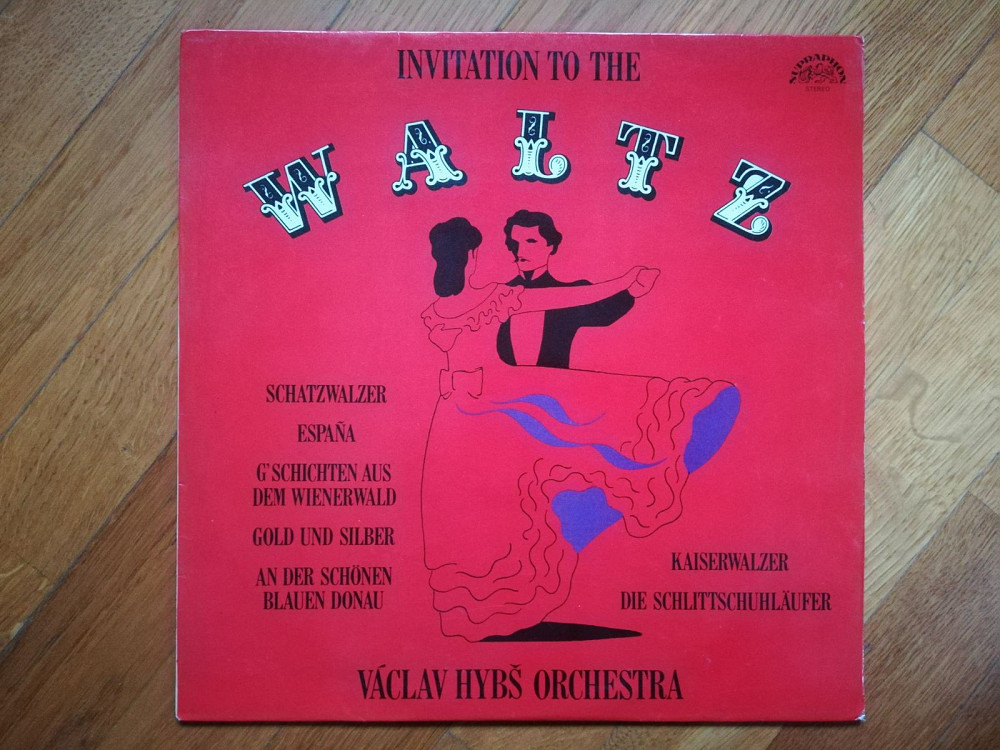 INVITATION TO THE
SUPRAPHON
STEREO
WALTZ
SCHATZWALZER
ESPAÑA
G'SCHICHTEN AUS
DEM WIENERWALD
GOLD UND SILBER
AN DER SCHÖNEN
BLAUEN DONAU
KAISERWALZER
DIE SCHLITTSCHUHLÄUFER
VÁCLAV HYBŠ ORCHESTRA